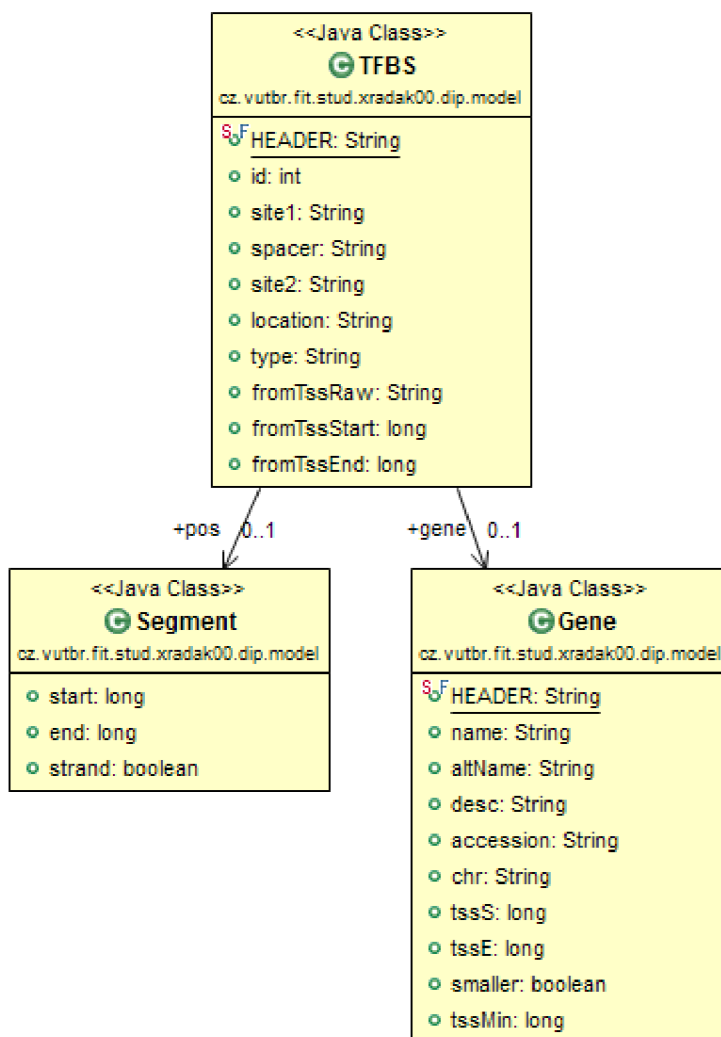 <<Java Class>>
TFBS
cz.vutbr.fit.stud.xradak00.dip.model
HEADER: String
id: int
site1: String
spacer: String
site2: String
location: String
type: String
fromTssRaw: String
fromTssStart: long
fromTssEnd: long
+pos 0..1
+gene 0..1
<<Java Class>>
Segment
cz.vutbr.fit.stud.xradak00.dip.model
start: long
end: long
strand: boolean
<<Java Class>>
Gene
cz.vutbr.fit.stud.xradak00.dip.model
HEADER: String
name: String
altName: String
desc: String
accession: String
chr: String
tssS: long
tssE: long
smaller: boolean
tssMin: long